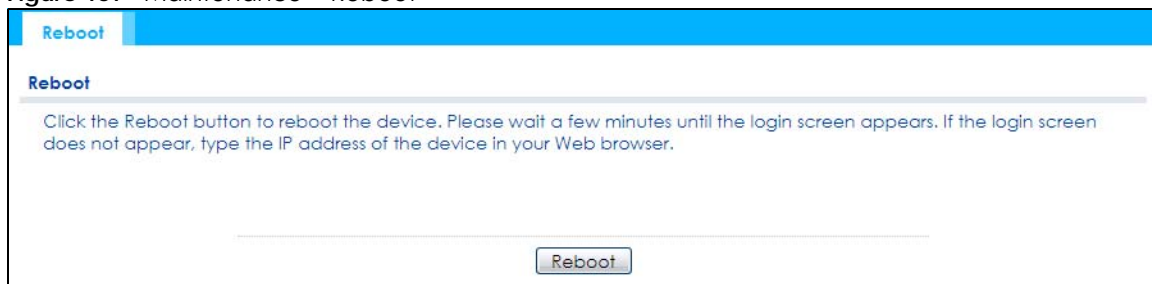 Reboot
Reboot
Click the Reboot button to reboot the device. Please wait a few minutes until the login screen appears. If the login screen
does not appear, type the IP address of the device in your Web browser.
Reboot